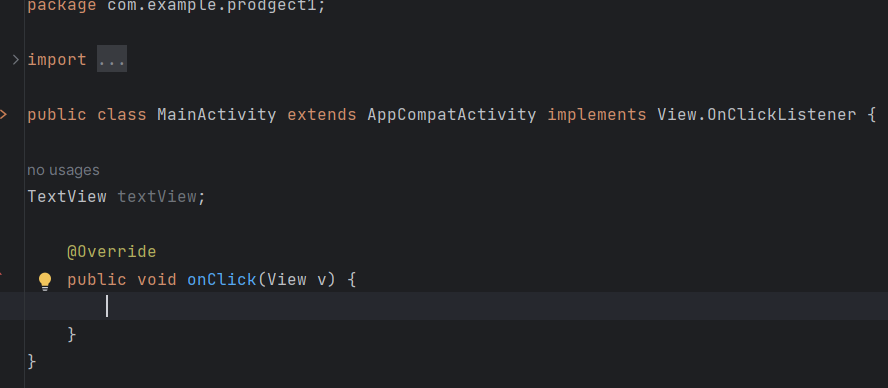 package com.example.prodgect1;
import ...
public class MainActivity extends AppCompatActivity implements View.OnClickListener {
no usages
TextView textView;
@Override
public void onClick(View v) {
}
}